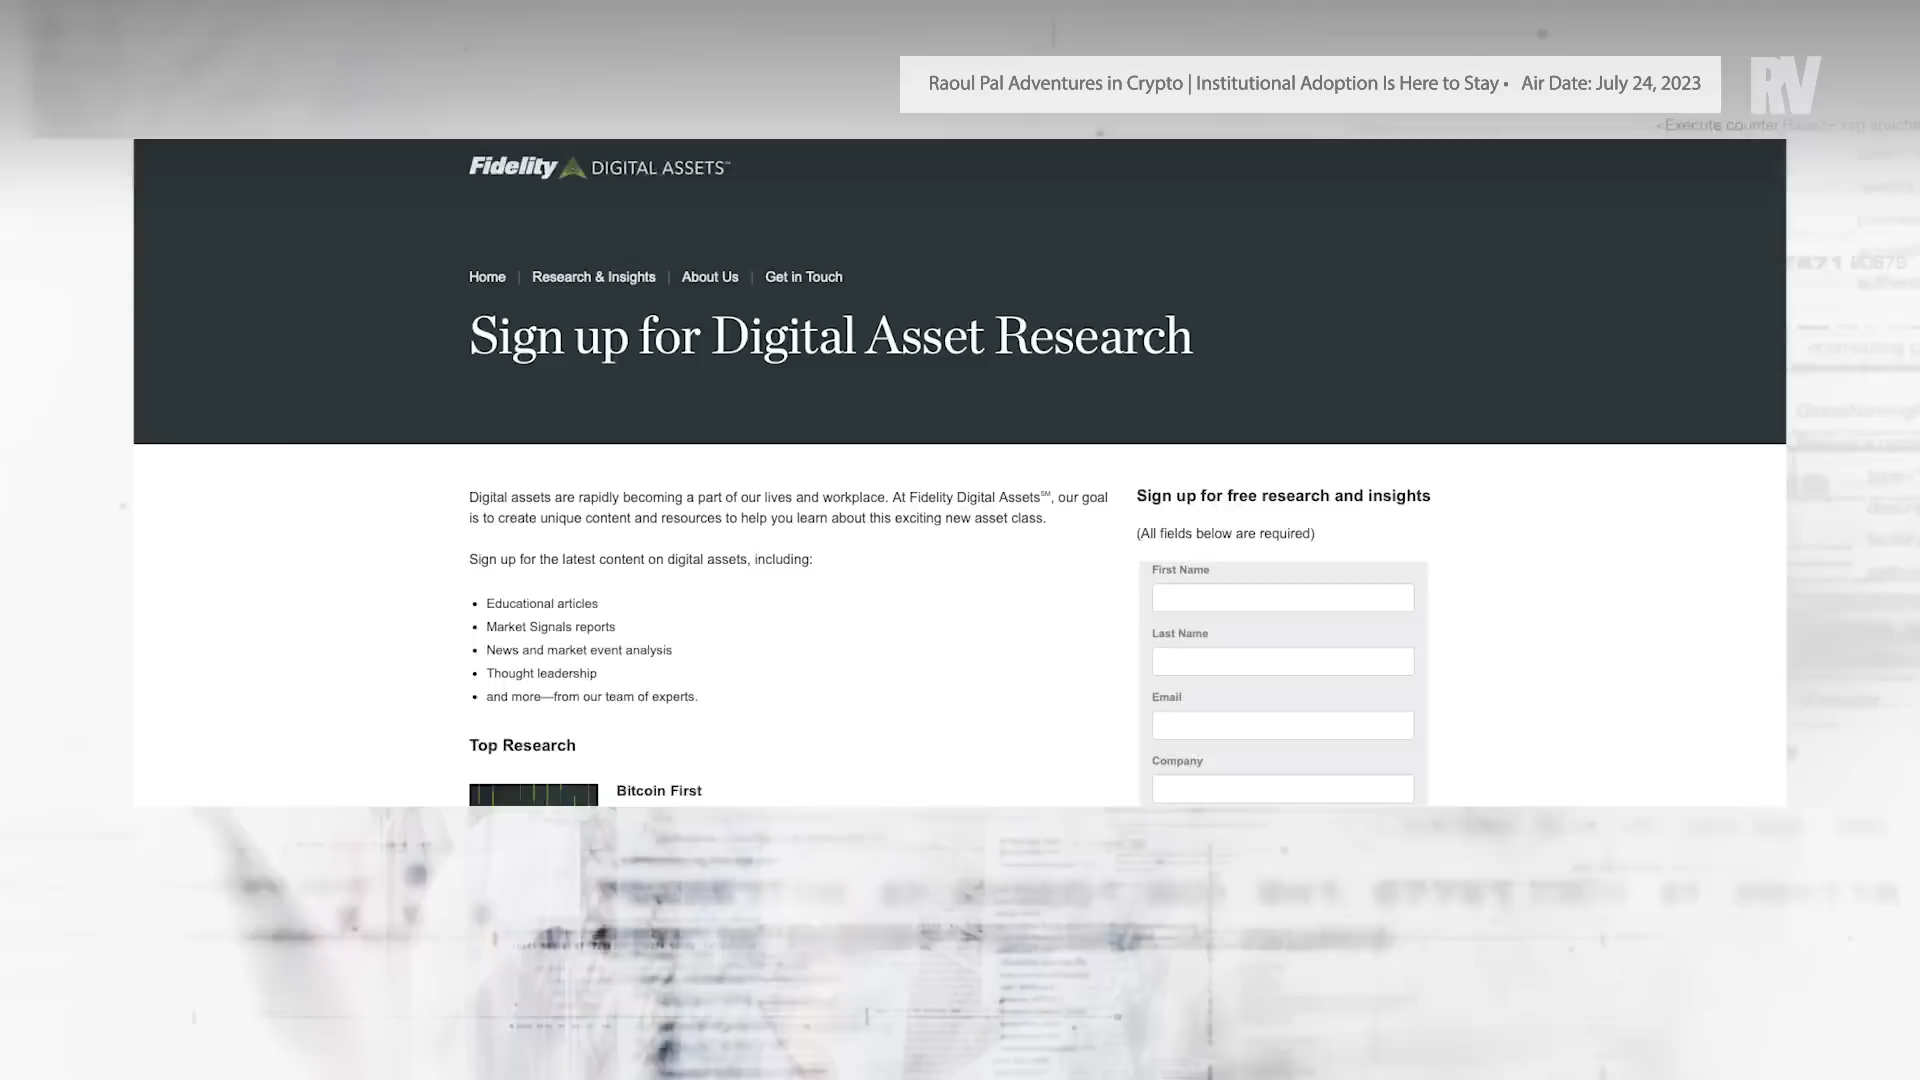 Raoul Pal Adventures in Crypto | Institutional Adoption Is Here to Stay • Air Date: July 24, 2023
RV
Fidelity DIGITAL ASSETS℠
Home | Research & Insights | About Us | Get in Touch
Sign up for Digital Asset Research
Digital assets are rapidly becoming a part of our lives and workplace. At Fidelity Digital Assets℠, our goal
is to create unique content and resources to help you learn about this exciting new asset class.
Sign up for the latest content on digital assets, including:
• Educational articles
• Market Signals reports
• News and market event analysis
• Thought leadership
• and more—from our team of experts.
Top Research
Bitcoin First
Sign up for free research and insights
(All fields below are required)
First Name
Last Name
Email
Company